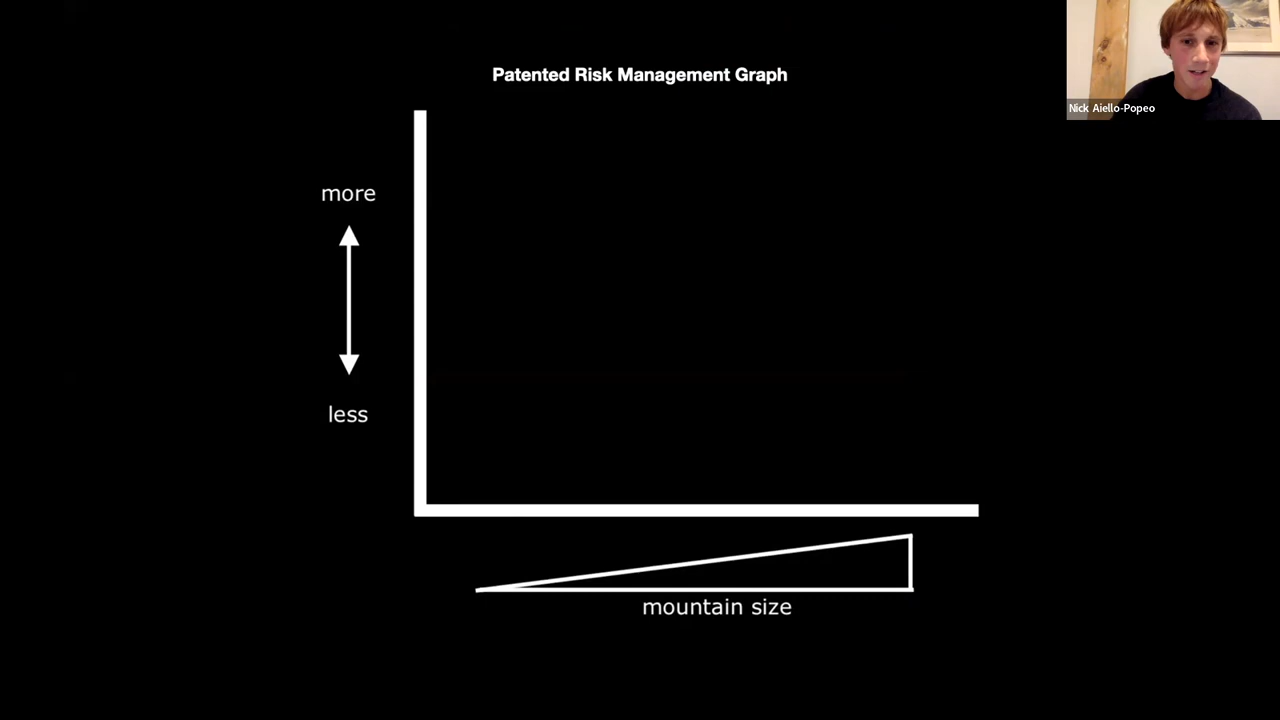 Patented Risk Management Graph
Nick Aiello-Popeo
more
less
mountain size